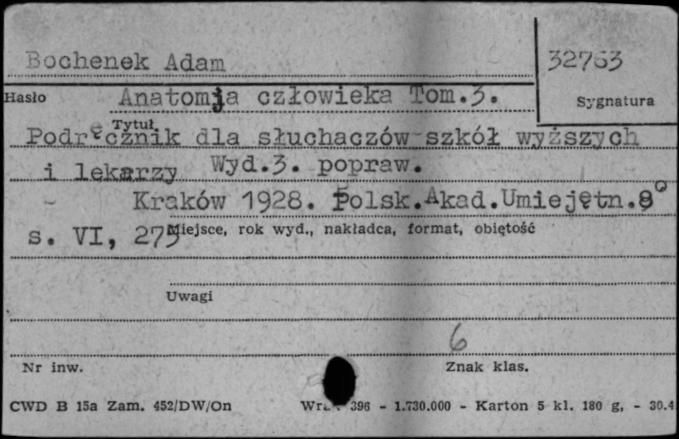 Bochenek Adam
32763
Hasło
Anatomja człowieka Tom.3.
Sygnatura
Tytuł
Podręcznik dla słuchaczów szkół wyższych
i lekarzy Wyd.3. popraw.
Kraków 1928. Polsk.Akad.Umiejętn.8°
s. VI, 273
Miejsce, rok wyd., nakładca, format, objętość
Uwagi
6
Nr inw.
Znak klas.
CWD B 15a Zam. 452/DW/On
396 - 1.730.000 - Karton 5 kl. 180 g, - 30.4